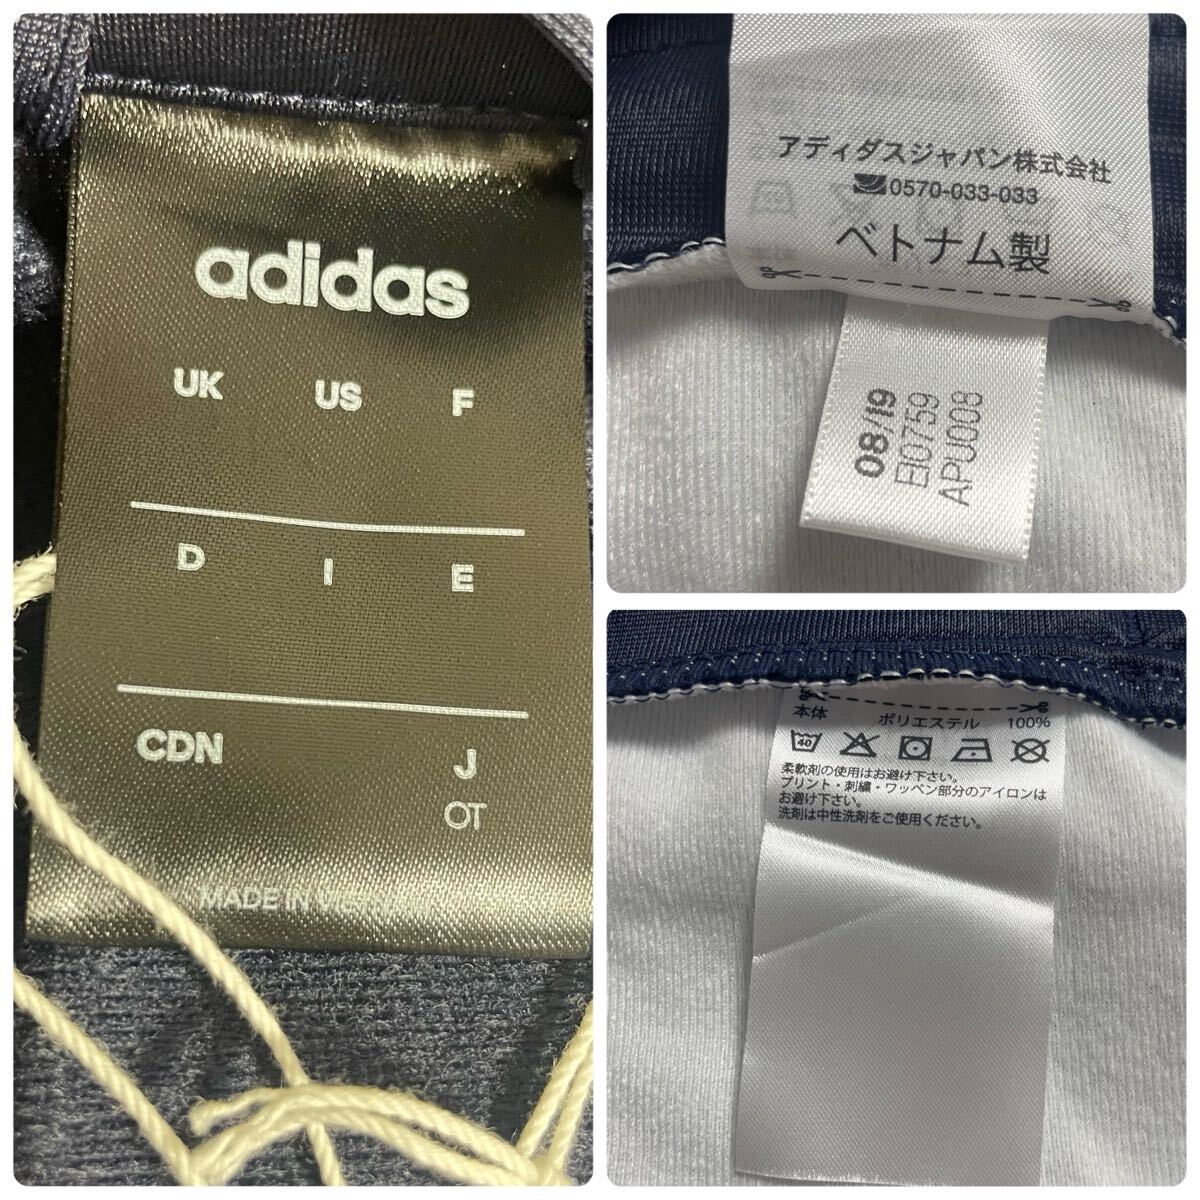 adidas
UK US F
D I E
CDN J
OT
MADE IN VIETNAM
アディダスジャパン株式会社
0570-033-033
ベトナム製
08/19
EI0759
APU008
本体 ポリエステル 100%
40
柔軟剤の使用はお避け下さい。
プリント・刺繍・ワッペン部分のアイロンは
お避け下さい。
洗剤は中性洗剤をご使用ください。